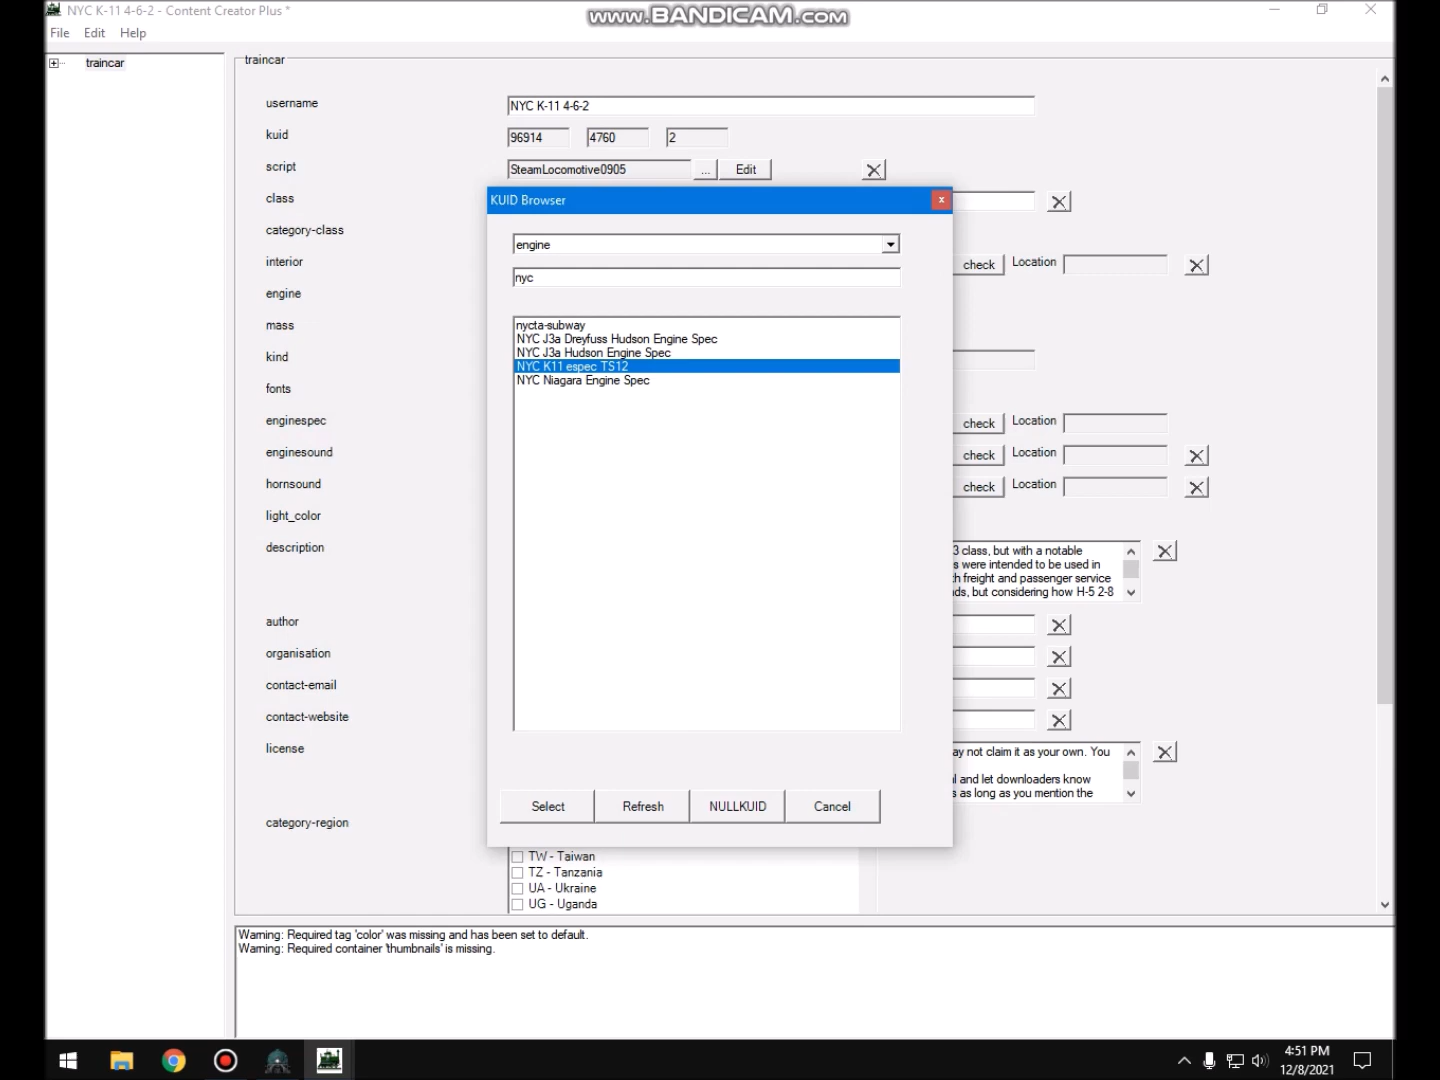 NYC K-11 4-6-2 - Content Creator Plus *
www.BANDICAM.com
File Edit Help
traincar
traincar
username
NYC K-11 4-6-2
kuid
96914 4760 2
script
SteamLocomotive0905 ... Edit
class
category-class
interior
check Location
engine
mass
kind
fonts
enginespec
check Location
enginesound
check Location
hornsound
check Location
light_color
description
3 class, but with a notable
s were intended to be used in
th freight and passenger service
ds, but considering how H-5 2-8
author
organisation
contact-email
contact-website
license
ay not claim it as your own. You
l and let downloaders know
s as long as you mention the
category-region
KUID Browser
engine
nyc
nycta-subway
NYC J3a Dreyfuss Hudson Engine Spec
NYC J3a Hudson Engine Spec
NYC K11 espec TS12
NYC Niagara Engine Spec
Select Refresh NULLKUID Cancel
TW - Taiwan
TZ - Tanzania
UA - Ukraine
UG - Uganda
Warning: Required tag 'color' was missing and has been set to default.
Warning: Required container 'thumbnails' is missing.
4:51 PM
12/8/2021